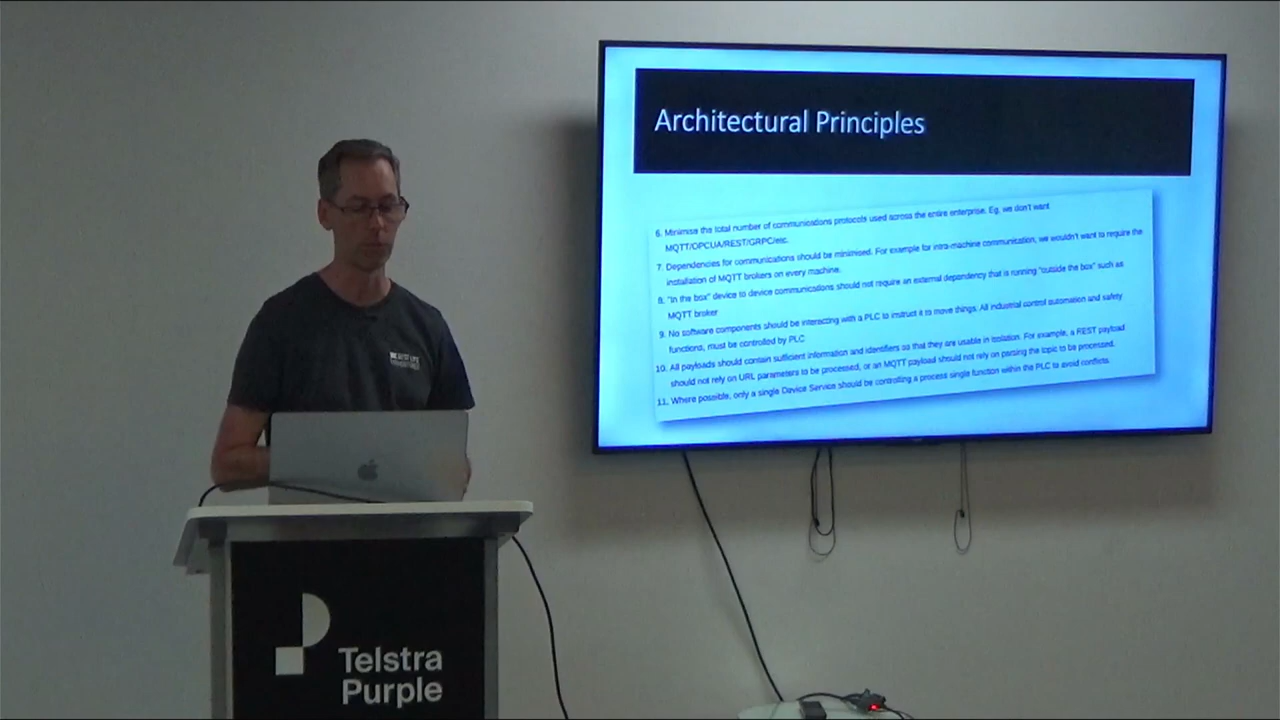 Architectural Principles
6. Minimise the total number of communications protocols used across the entire enterprise. Eg. we don't want
MQTT/OPCUA/REST/GRPC/etc.
7. Dependencies for communications should be minimised. For example for intra-machine communication, we wouldn't want to require the
installation of MQTT brokers on every machine.
8. "In the box" device to device communications should not require an external dependency that is running "outside the box" such as
MQTT broker
9. No software components should be interacting with a PLC to instruct it to move things. All industrial control automation and safety
functions, must be controlled by PLC
10. All payloads should contain sufficient information and identifiers so that they are usable in isolation. For example, a REST payload
should not rely on URL parameters to be processed, or an MQTT payload should not rely on parsing the topic to be processed.
11. Where possible, only a single Device Service should be controlling a process single function within the PLC to avoid conflicts.
Telstra
Purple